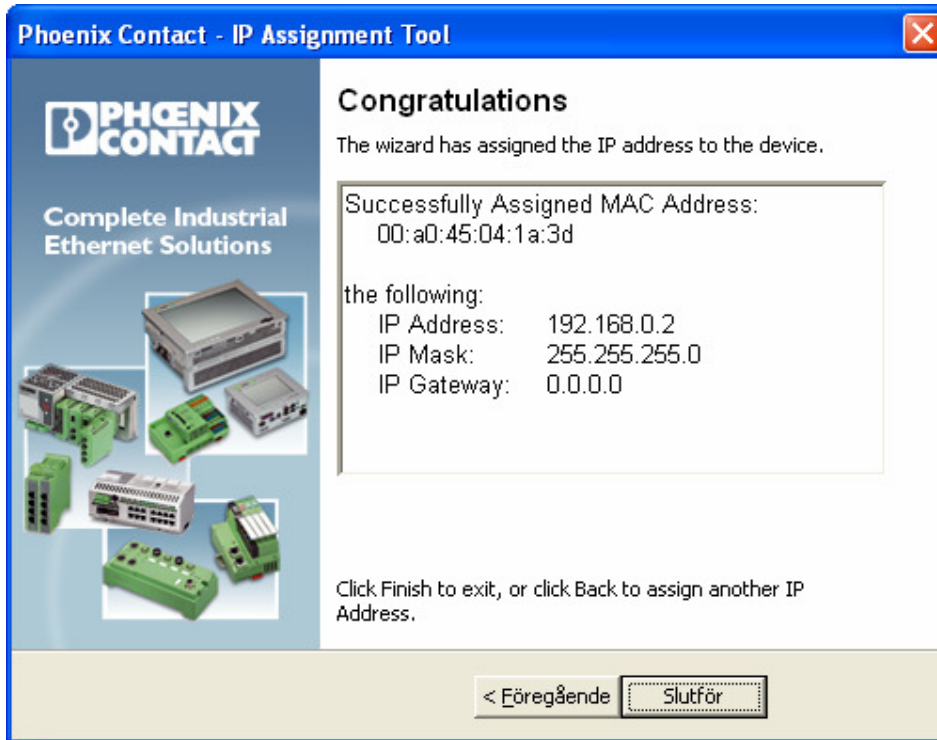 Phoenix Contact - IP Assignment Tool
PHŒNIX
CONTACT
Complete Industrial
Ethernet Solutions
Congratulations
The wizard has assigned the IP address to the device.
Successfully Assigned MAC Address:
00:a0:45:04:1a:3d
the following:
IP Address: 192.168.0.2
IP Mask: 255.255.255.0
IP Gateway: 0.0.0.0
Click Finish to exit, or click Back to assign another IP
Address.
< Föregående
Slutför